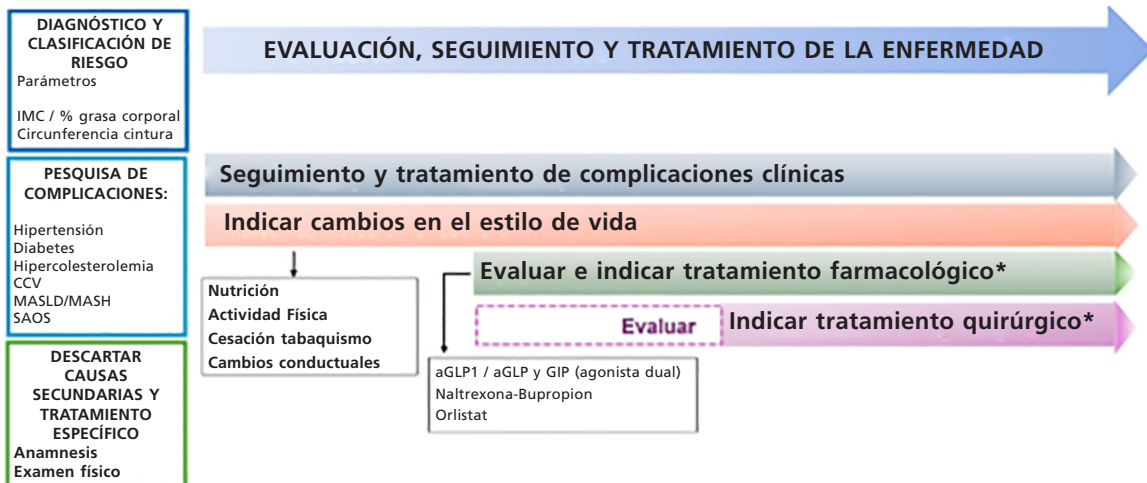 DIAGNÓSTICO Y
CLASIFICACIÓN DE
RIESGO
Parámetros
IMC / % grasa corporal
Circunferencia cintura
EVALUACIÓN, SEGUIMIENTO Y TRATAMIENTO DE LA ENFERMEDAD
PESQUISA DE
COMPLICACIONES:
Hipertensión
Diabetes
Hipercolesterolemia
CCV
MASLD/MASH
SAOS
Seguimiento y tratamiento de complicaciones clínicas
Indicar cambios en el estilo de vida
Nutrición
Actividad Física
Cesación tabaquismo
Cambios conductuales
Evaluar e indicar tratamiento farmacológico*
Evaluar
Indicar tratamiento quirúrgico*
aGLP1 / aGLP y GIP (agonista dual)
Naltrexona-Bupropion
Orlistat
DESCARTAR
CAUSAS
SECUNDARIAS Y
TRATAMIENTO
ESPECÍFICO
Anamnesis
Examen físico